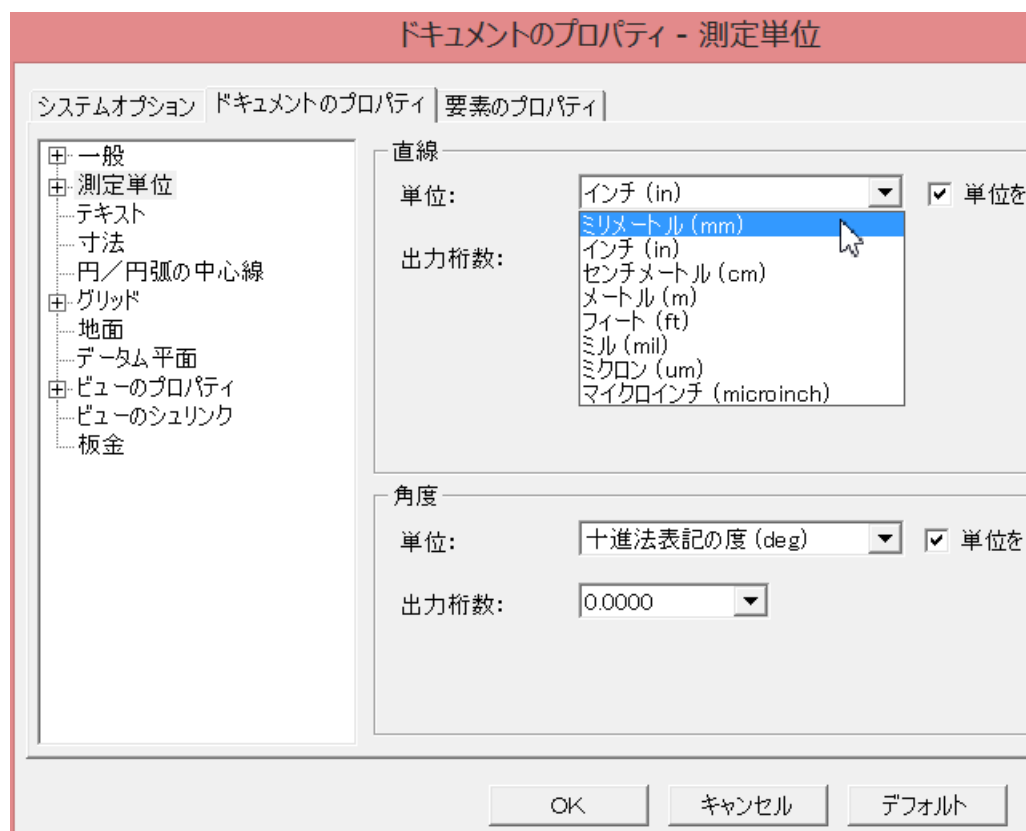 ドキュメントのプロパティ - 測定単位
システムオプション ドキュメントのプロパティ 要素のプロパティ
一般
測定単位
テキスト
寸法
円／円弧の中心線
グリッド
地面
データム平面
ビューのプロパティ
ビューのシュリンク
板金
直線
単位: インチ (in) 単位を
ミリメートル (mm)
インチ (in)
センチメートル (cm)
メートル (m)
フィート (ft)
ミル (mil)
ミクロン (um)
マイクロインチ (microinch)
出力桁数:
角度
単位: 十進法表記の度 (deg) 単位を
出力桁数: 0.0000
OK キャンセル デフォルト